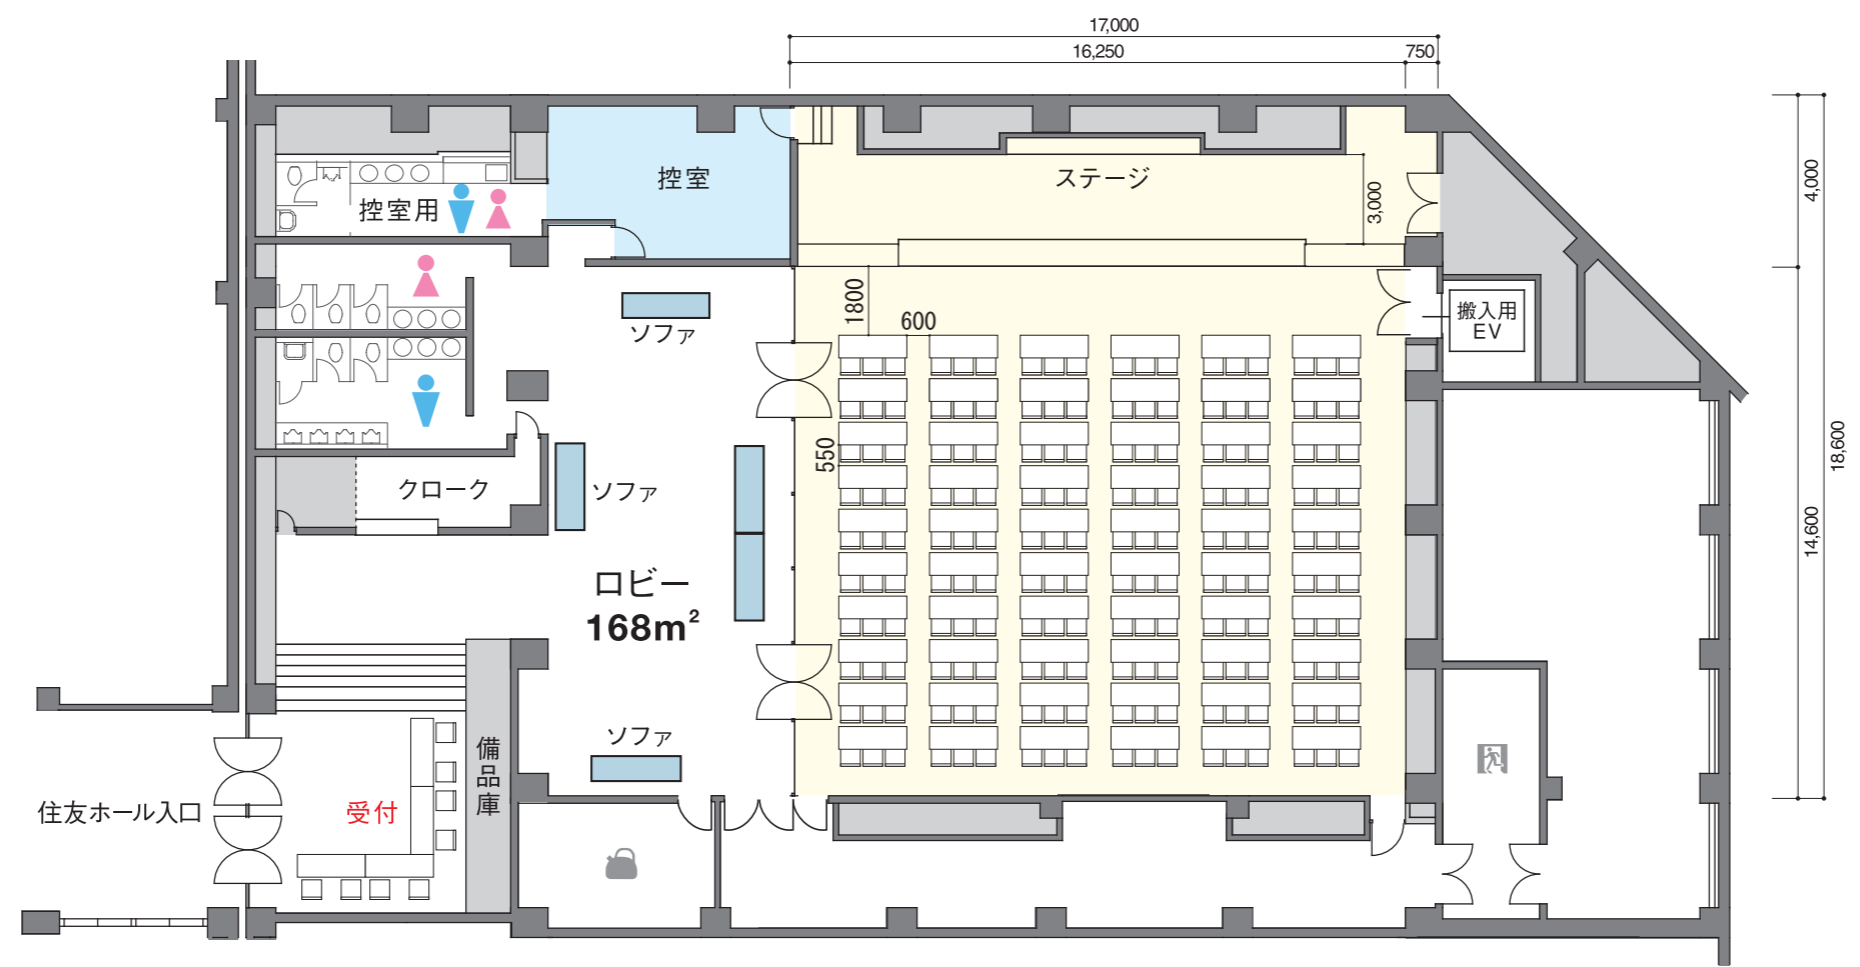 17,000
16,250
750
控室
ステージ
控室用
3,000
4,000
18,600
14,600
ソファ
1800
600
搬入用
EV
550
クローク
ソファ
ロビー
168m²
ソファ
備品庫
住友ホール入口
受付